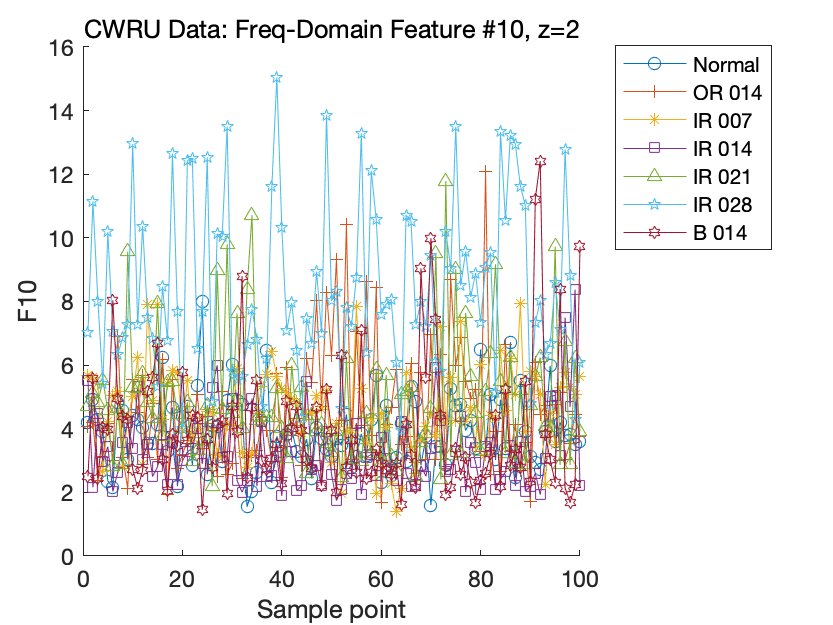 CWRU Data: Freq-Domain Feature #10, z=2
16
14
12
10
8
6
4
2
0
F10
0 20 40 60 80 100
Sample point
Normal
OR 014
IR 007
IR 014
IR 021
IR 028
B 014